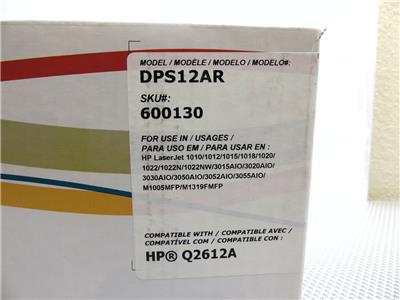 MODEL / MODÈLE / MODELO / MODELO#:
DPS12AR
SKU#:
600130
FOR USE IN / USAGES /
PARA USO EM / PARA USAR EN :
HP LaserJet 1010/1012/1015/1018/1020/
1022/1022N/1022NW/3015AIO/3020AIO/
3030AIO/3050AIO/3052AIO/3055AIO/
M1005MFP/M1319FMFP
COMPATIBLE WITH / COMPATIBLE AVEC /
COMPATÍVEL COM / COMPATIBLE CON :
HP® Q2612A